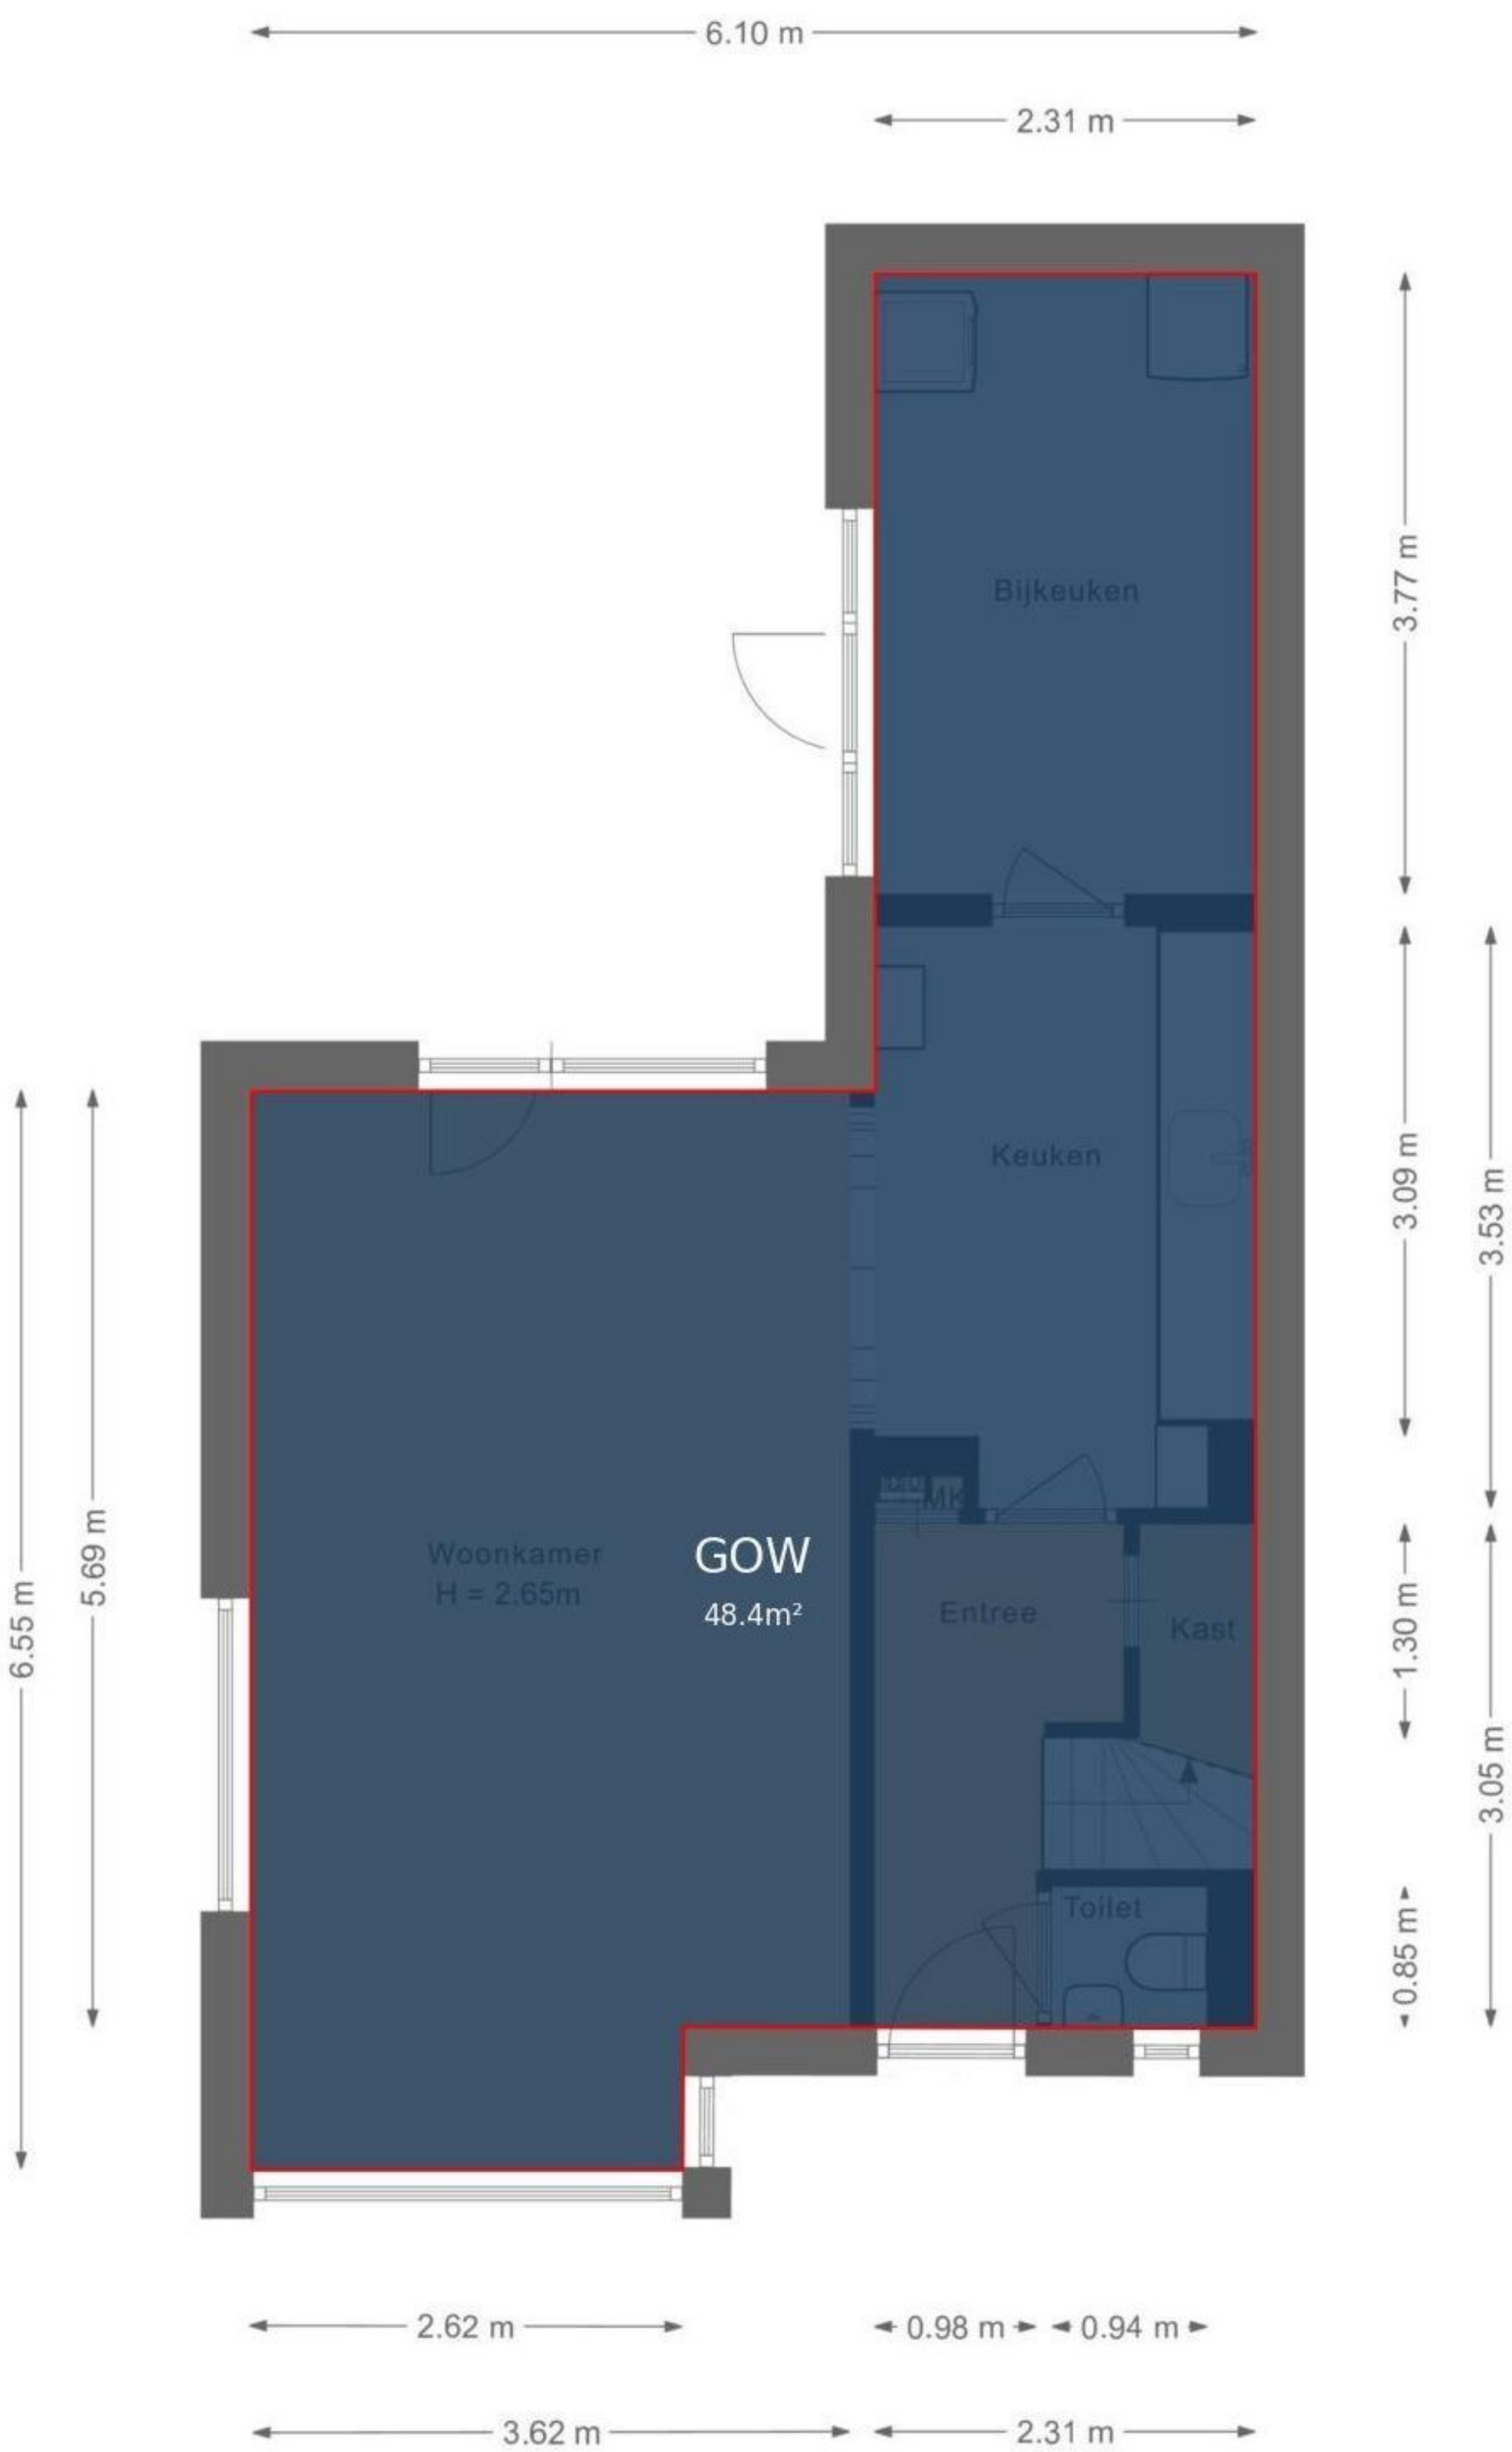 6.10 m
2.31 m
Bijkeuken
3.77 m
Keuken
3.09 m
3.53 m
Woonkamer
H = 2.65m
GOW
48.4m²
MK
Entree
Kast
5.69 m
6.55 m
1.30 m
3.05 m
Toilet
0.85 m
2.62 m
0.98 m
0.94 m
3.62 m
2.31 m